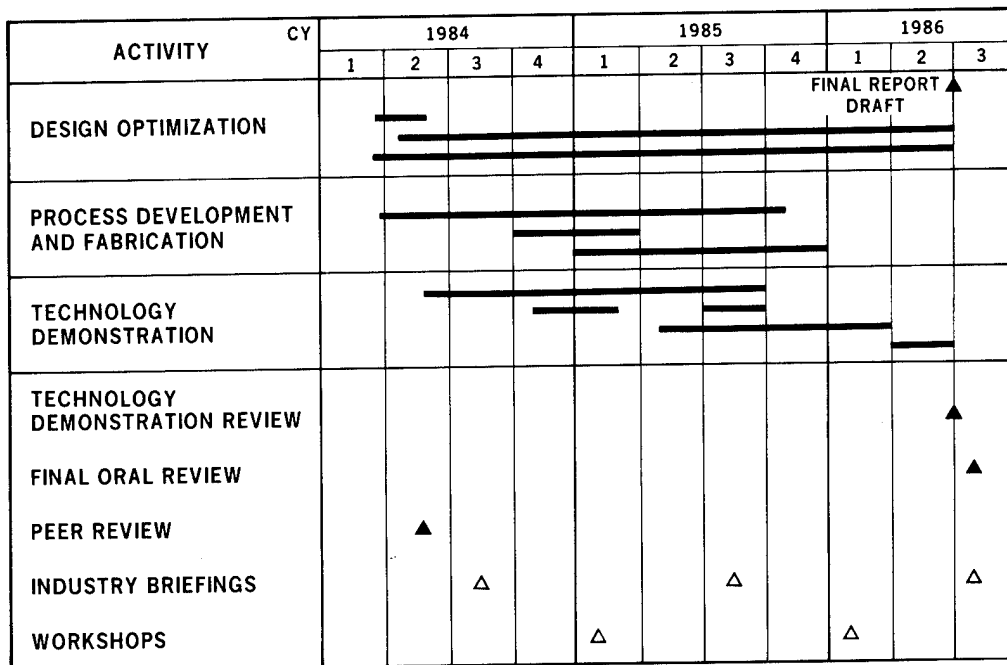 ACTIVITY CY 1984 1985 1986
1 2 3 4 1 2 3 4 1 2 3
FINAL REPORT
DRAFT
DESIGN OPTIMIZATION
PROCESS DEVELOPMENT
AND FABRICATION
TECHNOLOGY
DEMONSTRATION
TECHNOLOGY
DEMONSTRATION REVIEW
FINAL ORAL REVIEW
PEER REVIEW
INDUSTRY BRIEFINGS
WORKSHOPS